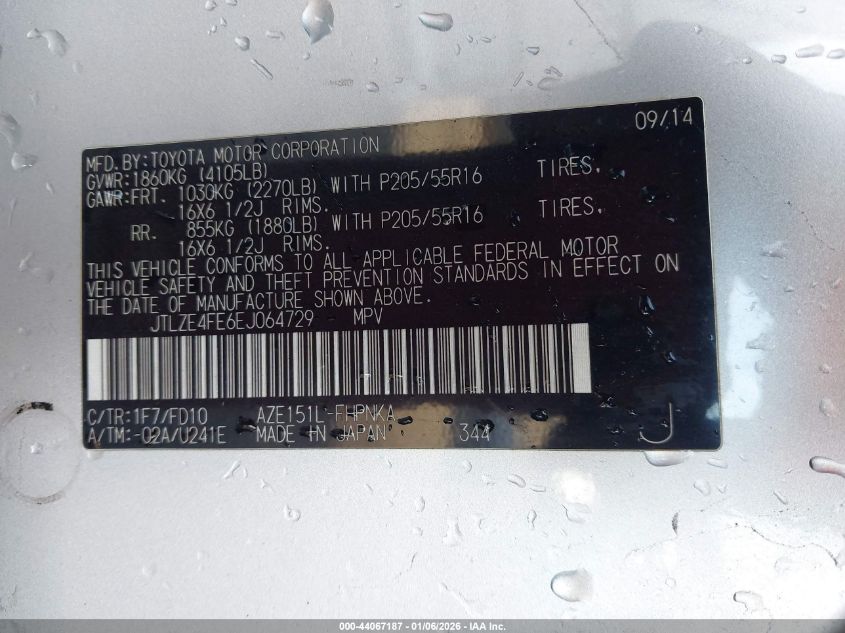 09/14
MFD. BY:TOYOTA MOTOR CORPORATION
GVWR:1860KG (4105LB)
GAWR:FRT. 1030KG (2270LB) WITH P205/55R16 TIRES,
16X6 1/2J RIMS.
RR. 855KG (1880LB) WITH P205/55R16 TIRES,
16X6 1/2J RIMS.
THIS VEHICLE CONFORMS TO ALL APPLICABLE FEDERAL MOTOR
VEHICLE SAFETY AND THEFT PREVENTION STANDARDS IN EFFECT ON
THE DATE OF MANUFACTURE SHOWN ABOVE.
JTLZE4FE6EJ064729 MPV
C/TR:1F7/FD10 AZE151L-FHPNKA
A/TM:-02A/U241E MADE IN JAPAN 344 J
000-44067187 - 01/06/2026 - IAA Inc.